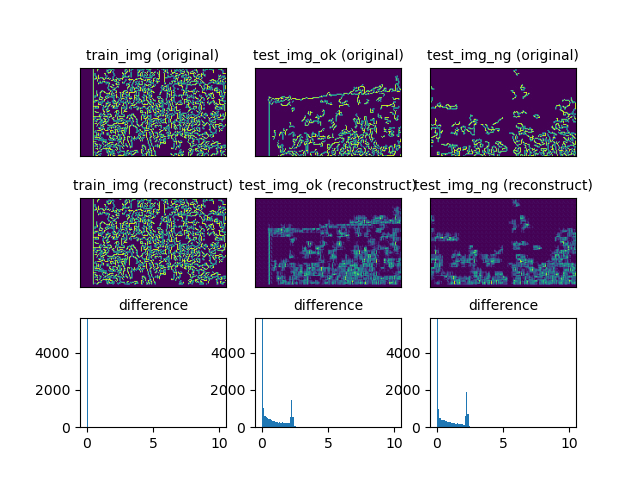 train_img (original) test_img_ok (original) test_img_ng (original)
train_img (reconstruct) test_img_ok (reconstruct) test_img_ng (reconstruct)
difference difference difference
4000 4000 4000
2000 2000 2000
0 0 0
0 5 10 0 5 10 0 5 10